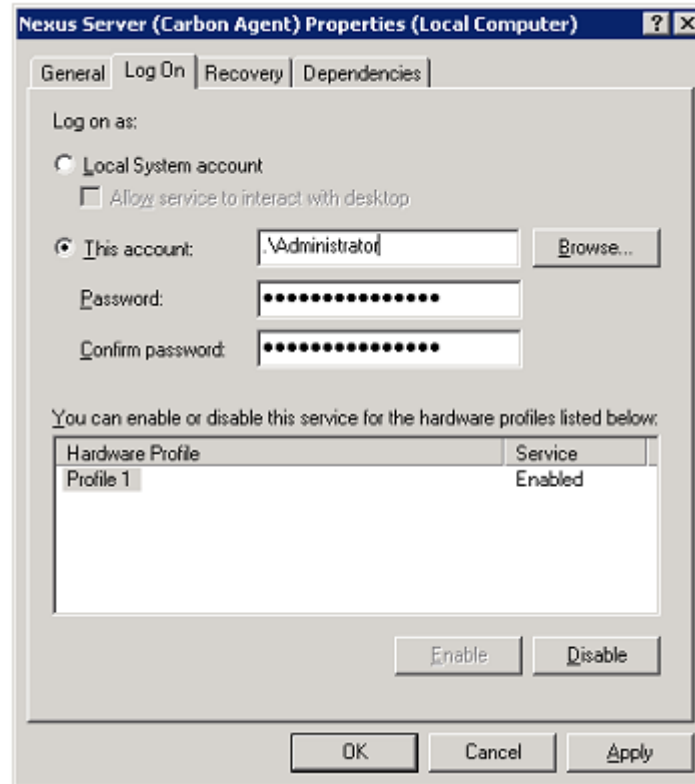 Nexus Server (Carbon Agent) Properties (Local Computer)
General Log On Recovery Dependencies
Log on as:
Local System account
Allow service to interact with desktop
This account: .\Administrator Browse...
Password: ●●●●●●●●●●●●●●●
Confirm password: ●●●●●●●●●●●●●●●
You can enable or disable this service for the hardware profiles listed below:
Hardware Profile Service
Profile 1 Enabled
Enable Disable
OK Cancel Apply